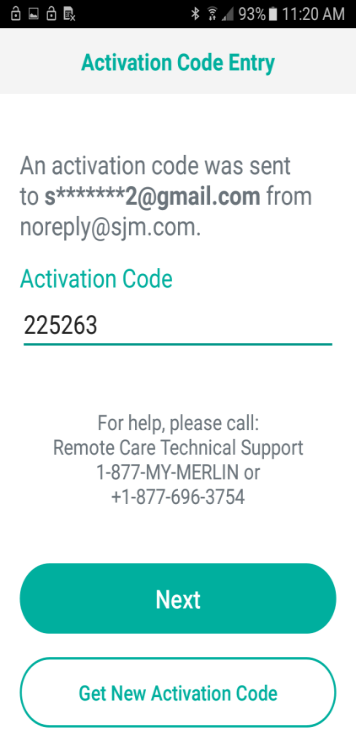 93% 11:20 AM
Activation Code Entry
An activation code was sent
to s*******2@gmail.com from
noreply@sjm.com.
Activation Code
225263
For help, please call:
Remote Care Technical Support
1-877-MY-MERLIN or
+1-877-696-3754
Next
Get New Activation Code